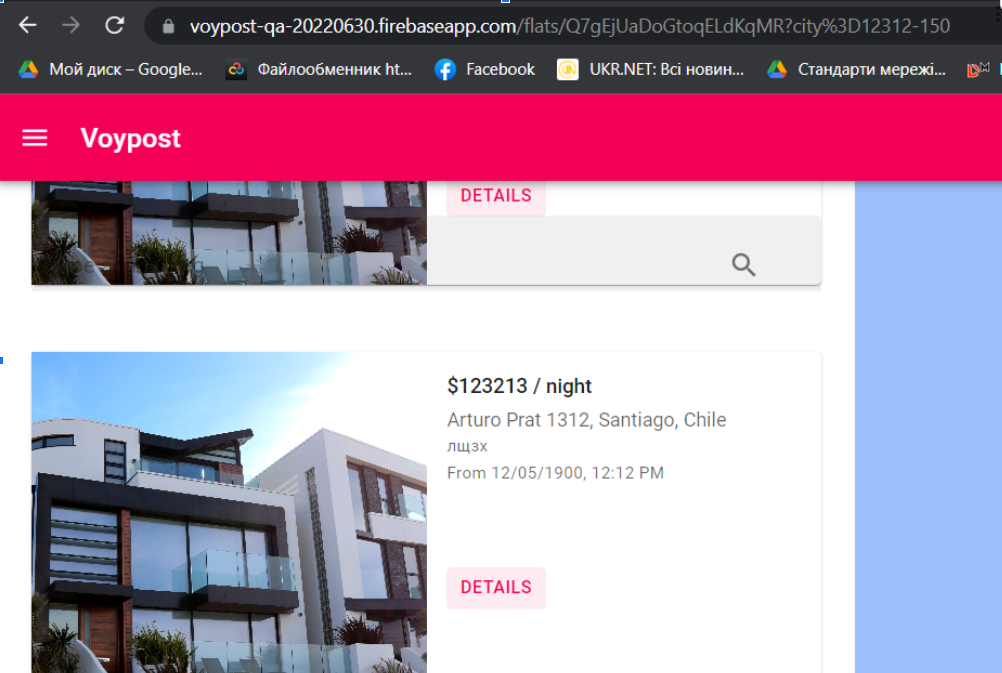 voypost-qa-20220630.firebaseapp.com/flats/Q7gEjUaDoGtoqELdKqMR?city%3D12312-150
Мой диск – Google... Файлообменник ht... Facebook UKR.NET: Всі новин... Стандарти мережі...
Voypost
DETAILS
$123213 / night
Arturo Prat 1312, Santiago, Chile
лщзх
From 12/05/1900, 12:12 PM
DETAILS